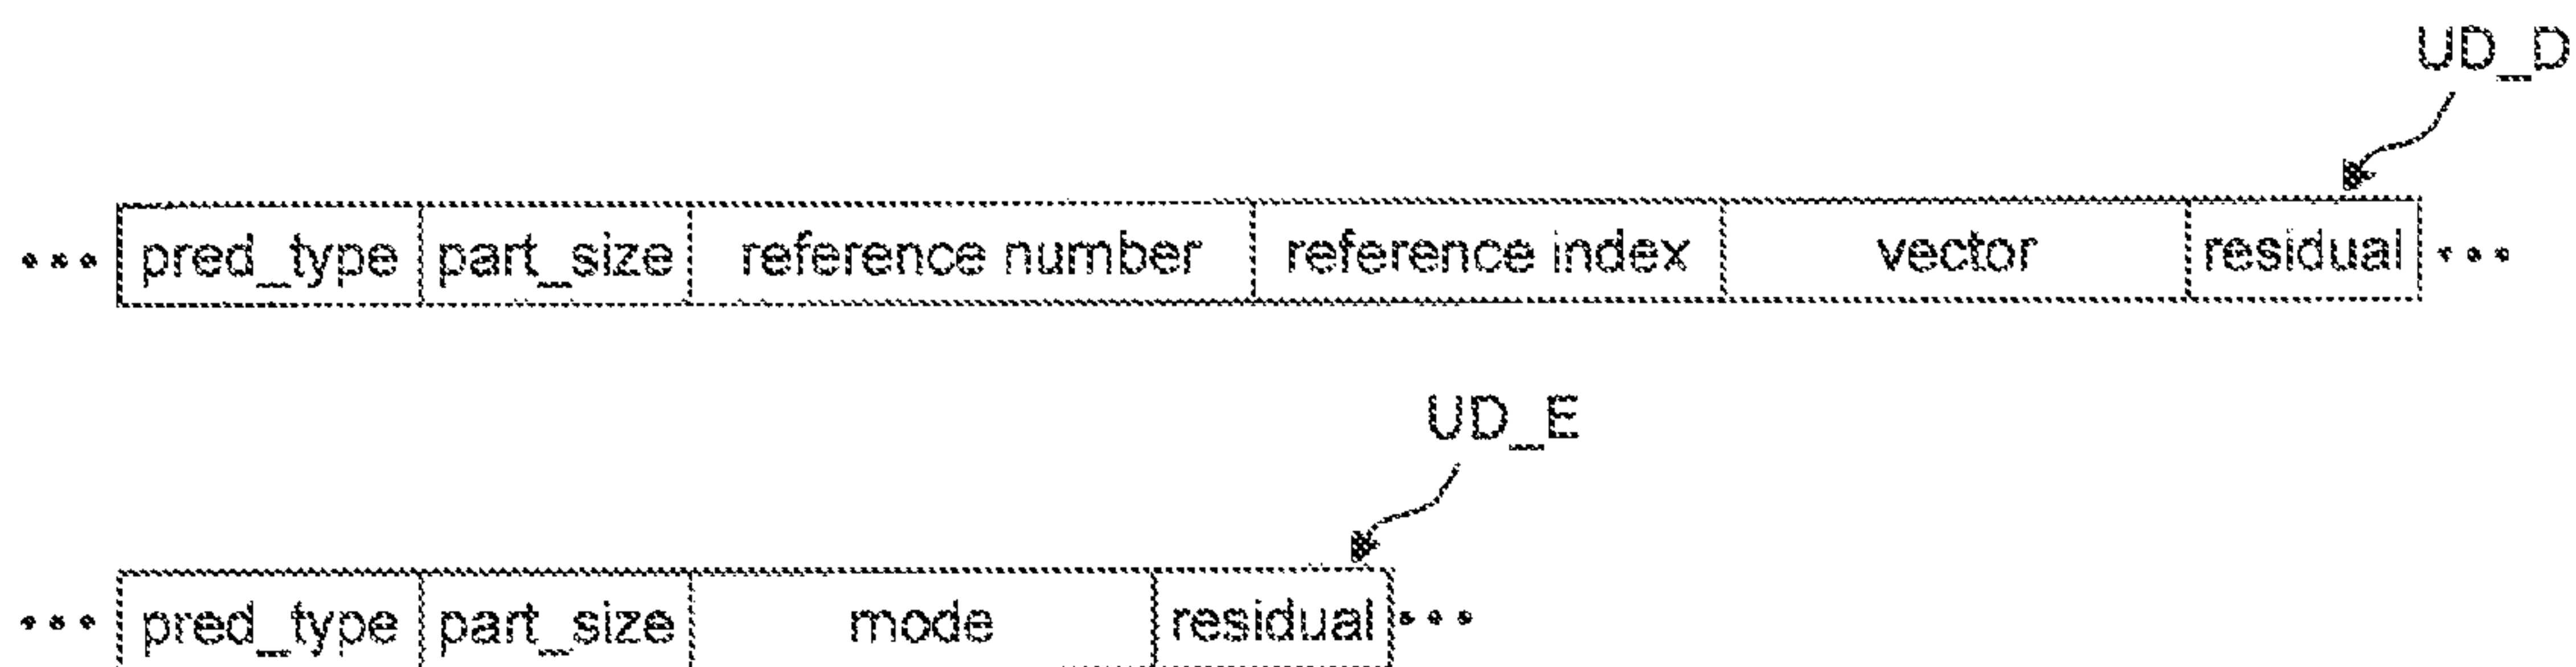 UD_D
... pred_type part_size reference number reference index vector residual ...
UD_E
... pred_type part_size mode residual ...